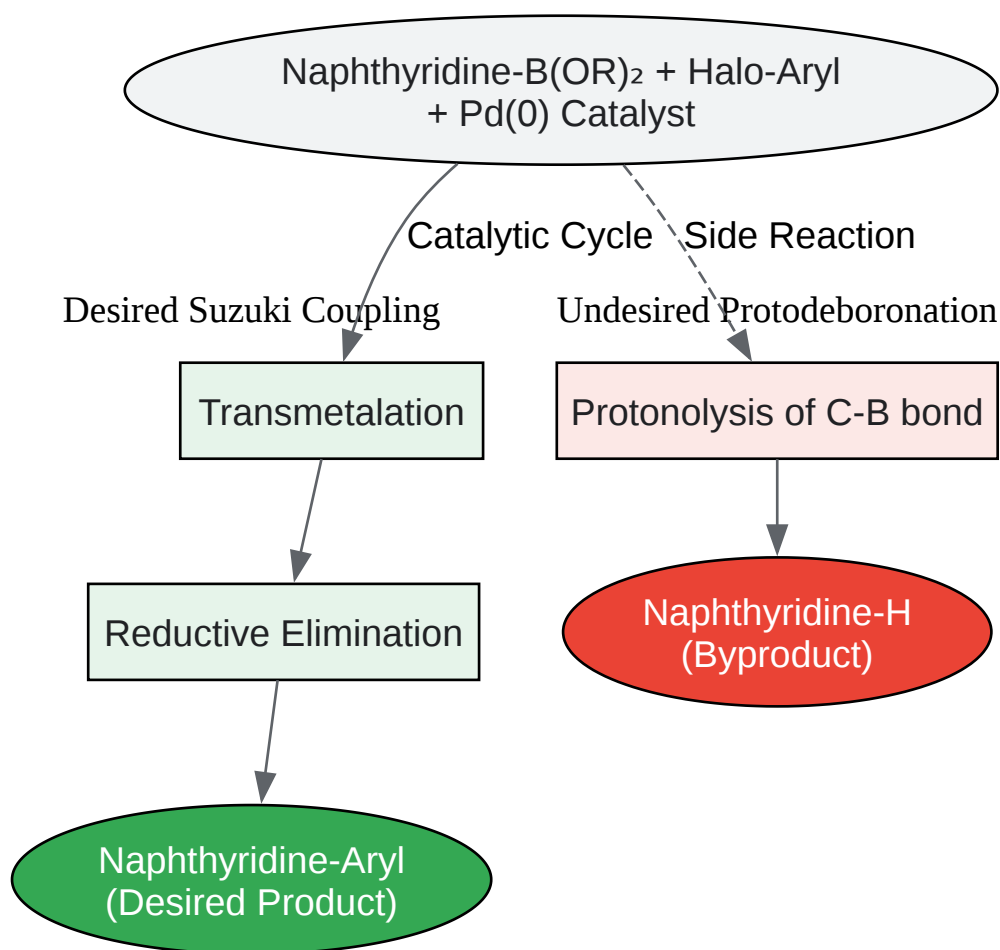 Naphthyridine-B(OR)₂ + Halo-Aryl
+ Pd(0) Catalyst
Catalytic Cycle
Side Reaction
Desired Suzuki Coupling
Undesired Protodeboronation
Transmetalation
Protonolysis of C-B bond
Reductive Elimination
Naphthyridine-H
(Byproduct)
Naphthyridine-Aryl
(Desired Product)